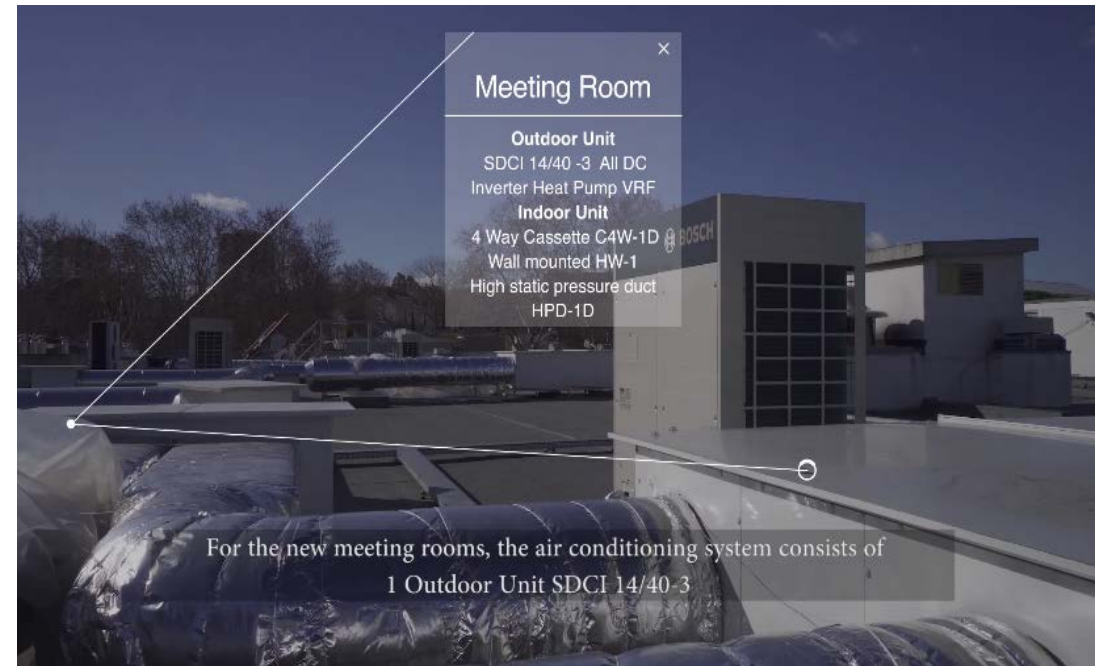 ×
Meeting Room
Outdoor Unit
SDCI 14/40 -3 All DC
Inverter Heat Pump VRF
Indoor Unit
4 Way Cassette C4W-1D
Wall mounted HW-1
High static pressure duct
HPD-1D
BOSCH
For the new meeting rooms, the air conditioning system consists of
1 Outdoor Unit SDCI 14/40-3